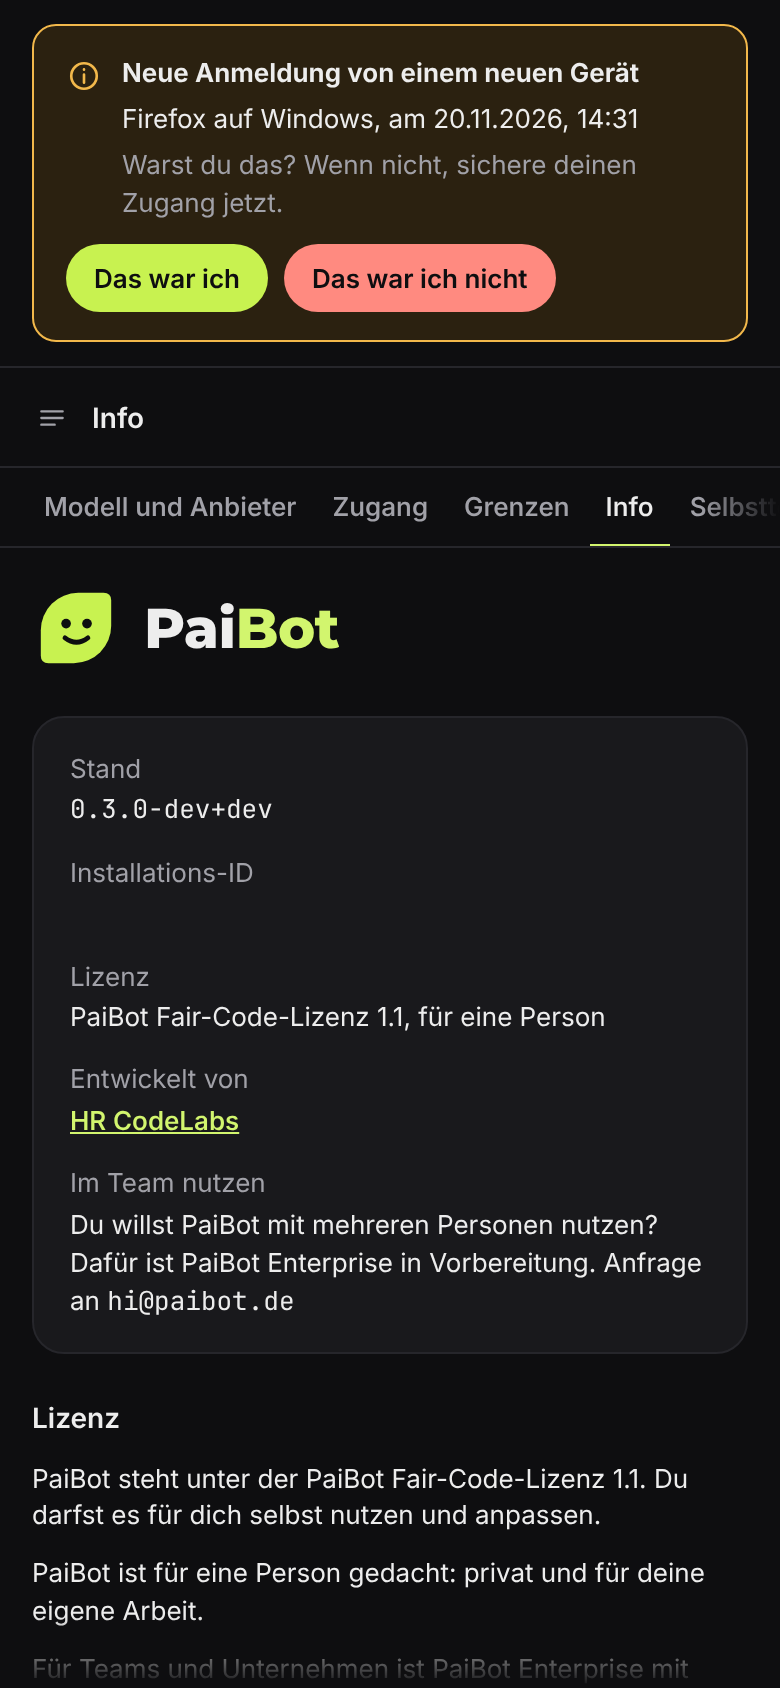 Neue Anmeldung von einem neuen Gerät
Firefox auf Windows, am 20.11.2026, 14:31
Warst du das? Wenn nicht, sichere deinen
Zugang jetzt.
Das war ich
Das war ich nicht
Info
Modell und Anbieter Zugang Grenzen Info Selbstt
PaiBot
Stand
0.3.0-dev+dev
Installations-ID
Lizenz
PaiBot Fair-Code-Lizenz 1.1, für eine Person
Entwickelt von
HR CodeLabs
Im Team nutzen
Du willst PaiBot mit mehreren Personen nutzen?
Dafür ist PaiBot Enterprise in Vorbereitung. Anfrage
an hi@paibot.de
Lizenz
PaiBot steht unter der PaiBot Fair-Code-Lizenz 1.1. Du
darfst es für dich selbst nutzen und anpassen.
PaiBot ist für eine Person gedacht: privat und für deine
eigene Arbeit.
Für Teams und Unternehmen ist PaiBot Enterprise mit